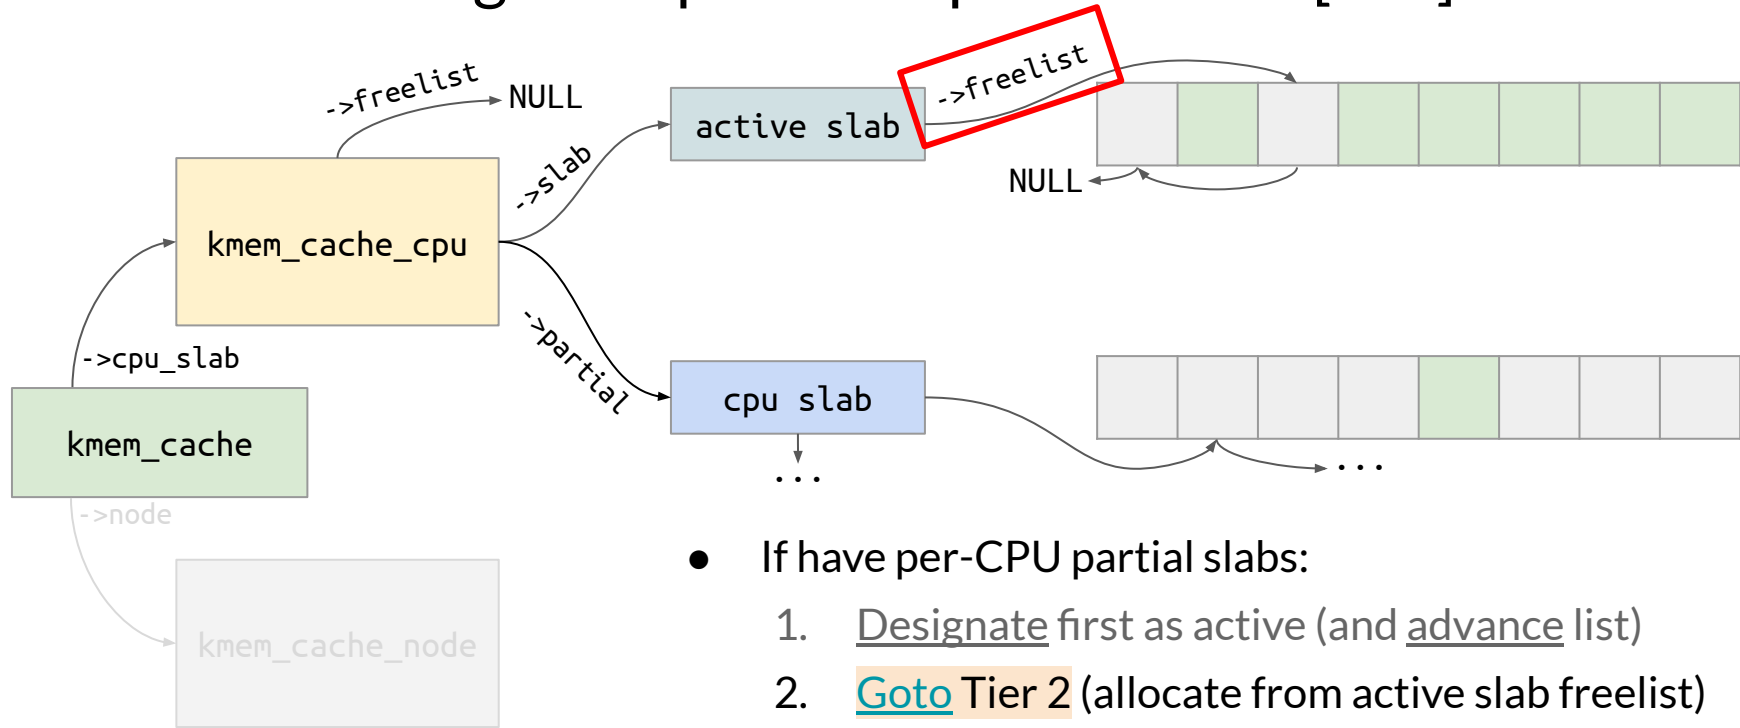 ->freelist
NULL
->slab
active slab
->freelist
NULL
kmem_cache_cpu
->partial
->cpu_slab
cpu slab
...
...
kmem_cache
->node
kmem_cache_node
● If have per-CPU partial slabs:
1. Designate first as active (and advance list)
2. Goto Tier 2 (allocate from active slab freelist)